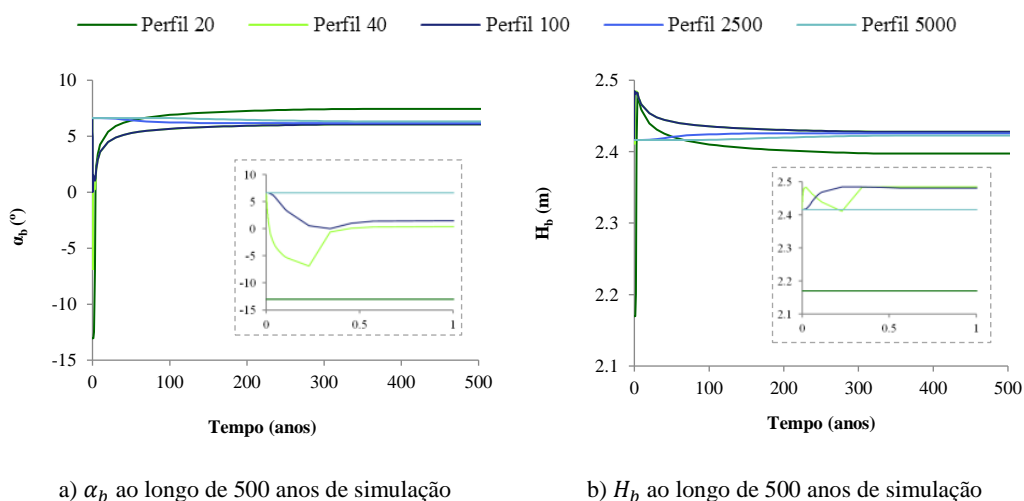 Perfil 20 Perfil 40 Perfil 100 Perfil 2500 Perfil 5000
10
5
0
-5
-10
-15
α_b (º)
0 100 200 300 400 500
Tempo (anos)
10
5
0
-5
-10
-15
0 0.5 1
2.5
2.4
2.3
2.2
2.1
H_b (m)
0 100 200 300 400 500
Tempo (anos)
2.5
2.4
2.3
2.2
2.1
0 0.5 1
a) α_b ao longo de 500 anos de simulação
b) H_b ao longo de 500 anos de simulação